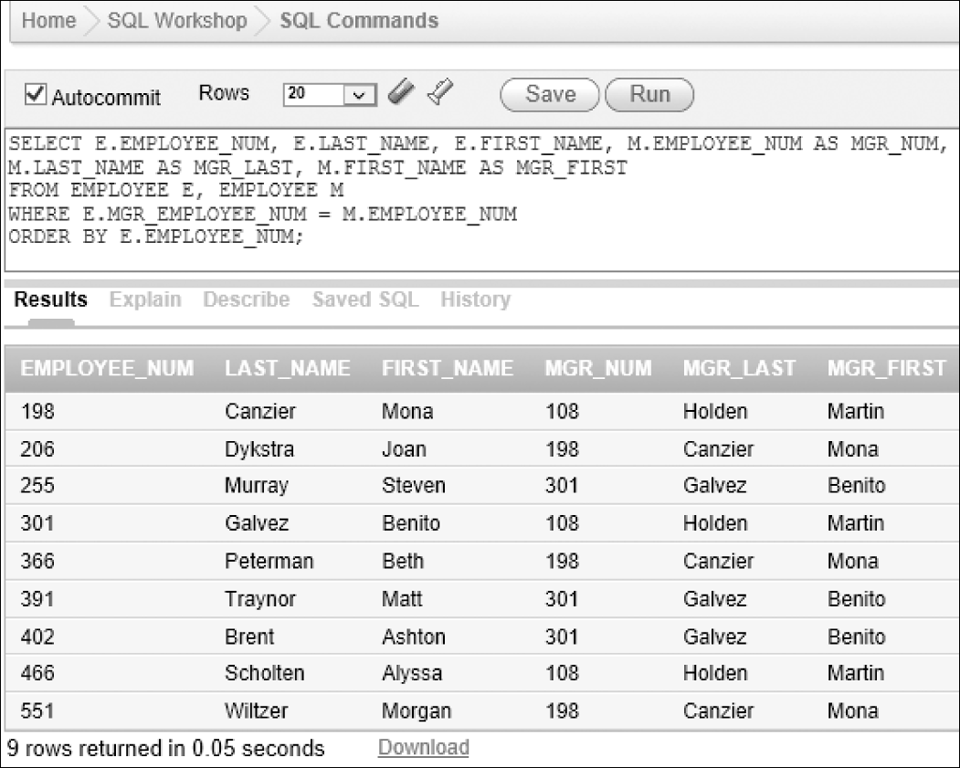 Home SQL Workshop SQL Commands
Autocommit Rows 20 Save Run
SELECT E.EMPLOYEE_NUM, E.LAST_NAME, E.FIRST_NAME, M.EMPLOYEE_NUM AS MGR_NUM,
M.LAST_NAME AS MGR_LAST, M.FIRST_NAME AS MGR_FIRST
FROM EMPLOYEE E, EMPLOYEE M
WHERE E.MGR_EMPLOYEE_NUM = M.EMPLOYEE_NUM
ORDER BY E.EMPLOYEE_NUM;
Results Explain Describe Saved SQL History
EMPLOYEE_NUM LAST_NAME FIRST_NAME MGR_NUM MGR_LAST MGR_FIRST
198 Canzier Mona 108 Holden Martin
206 Dykstra Joan 198 Canzier Mona
255 Murray Steven 301 Galvez Benito
301 Galvez Benito 108 Holden Martin
366 Peterman Beth 198 Canzier Mona
391 Traynor Matt 301 Galvez Benito
402 Brent Ashton 301 Galvez Benito
466 Scholten Alyssa 108 Holden Martin
551 Wiltzer Morgan 198 Canzier Mona
9 rows returned in 0.05 seconds Download